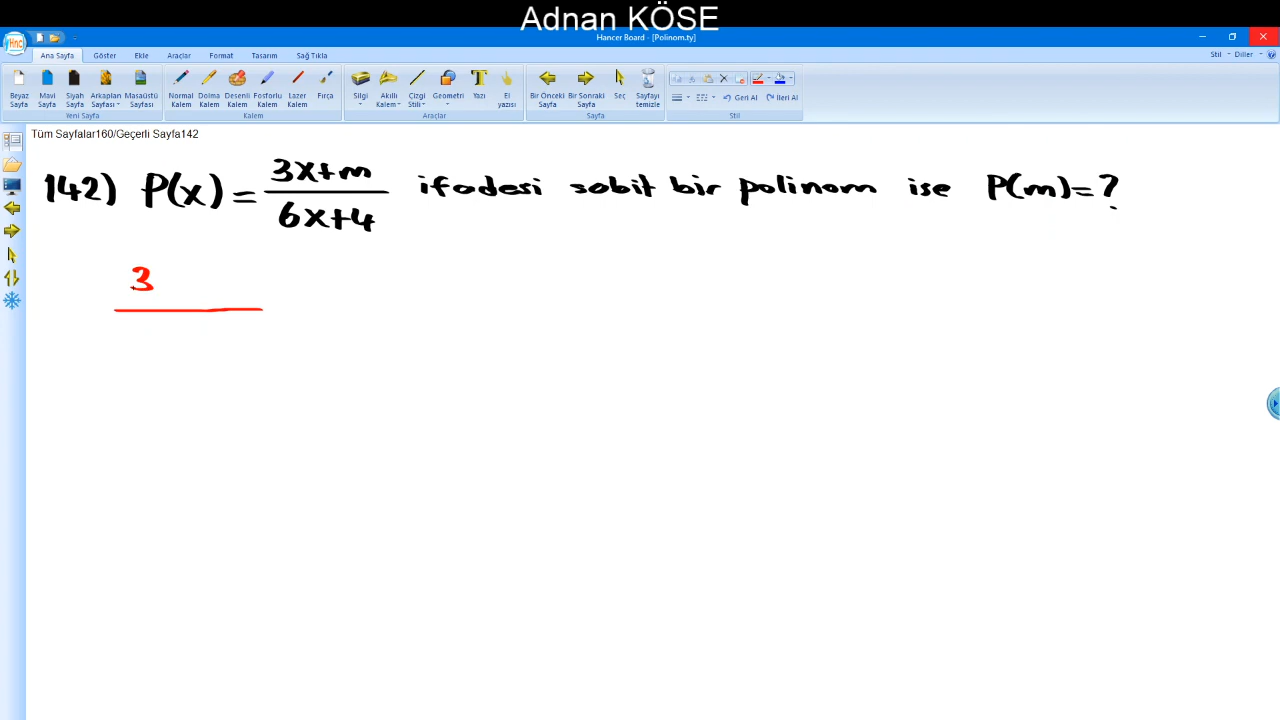 Adnan KÖSE
Hancer Board - [Polinom.ty]
Hnc
Ana Sayfa Göster Ekle Araçlar Format Tasarım Sağ Tıkla Stil Diller
Beyaz Sayfa Mavi Sayfa Siyah Sayfa Arkaplan Sayfası Masaüstü Sayfası Normal Kalem Dolma Kalem Desenli Kalem Fosforlu Kalem Lazer Kalem Fırça Silgi Akıllı Kalem Çizgi Stili Geometri Yazı El yazısı Bir Önceki Sayfa Bir Sonraki Sayfa Seç Sayfayı temizle Geri Al İleri Al
Yeni Sayfa Kalem Araçlar Sayfa Stil
Tüm Sayfalar160/Geçerli Sayfa142
142) P(x) = 3x+m / 6x+4 ifadesi sabit bir polinom ise P(m)=?
3